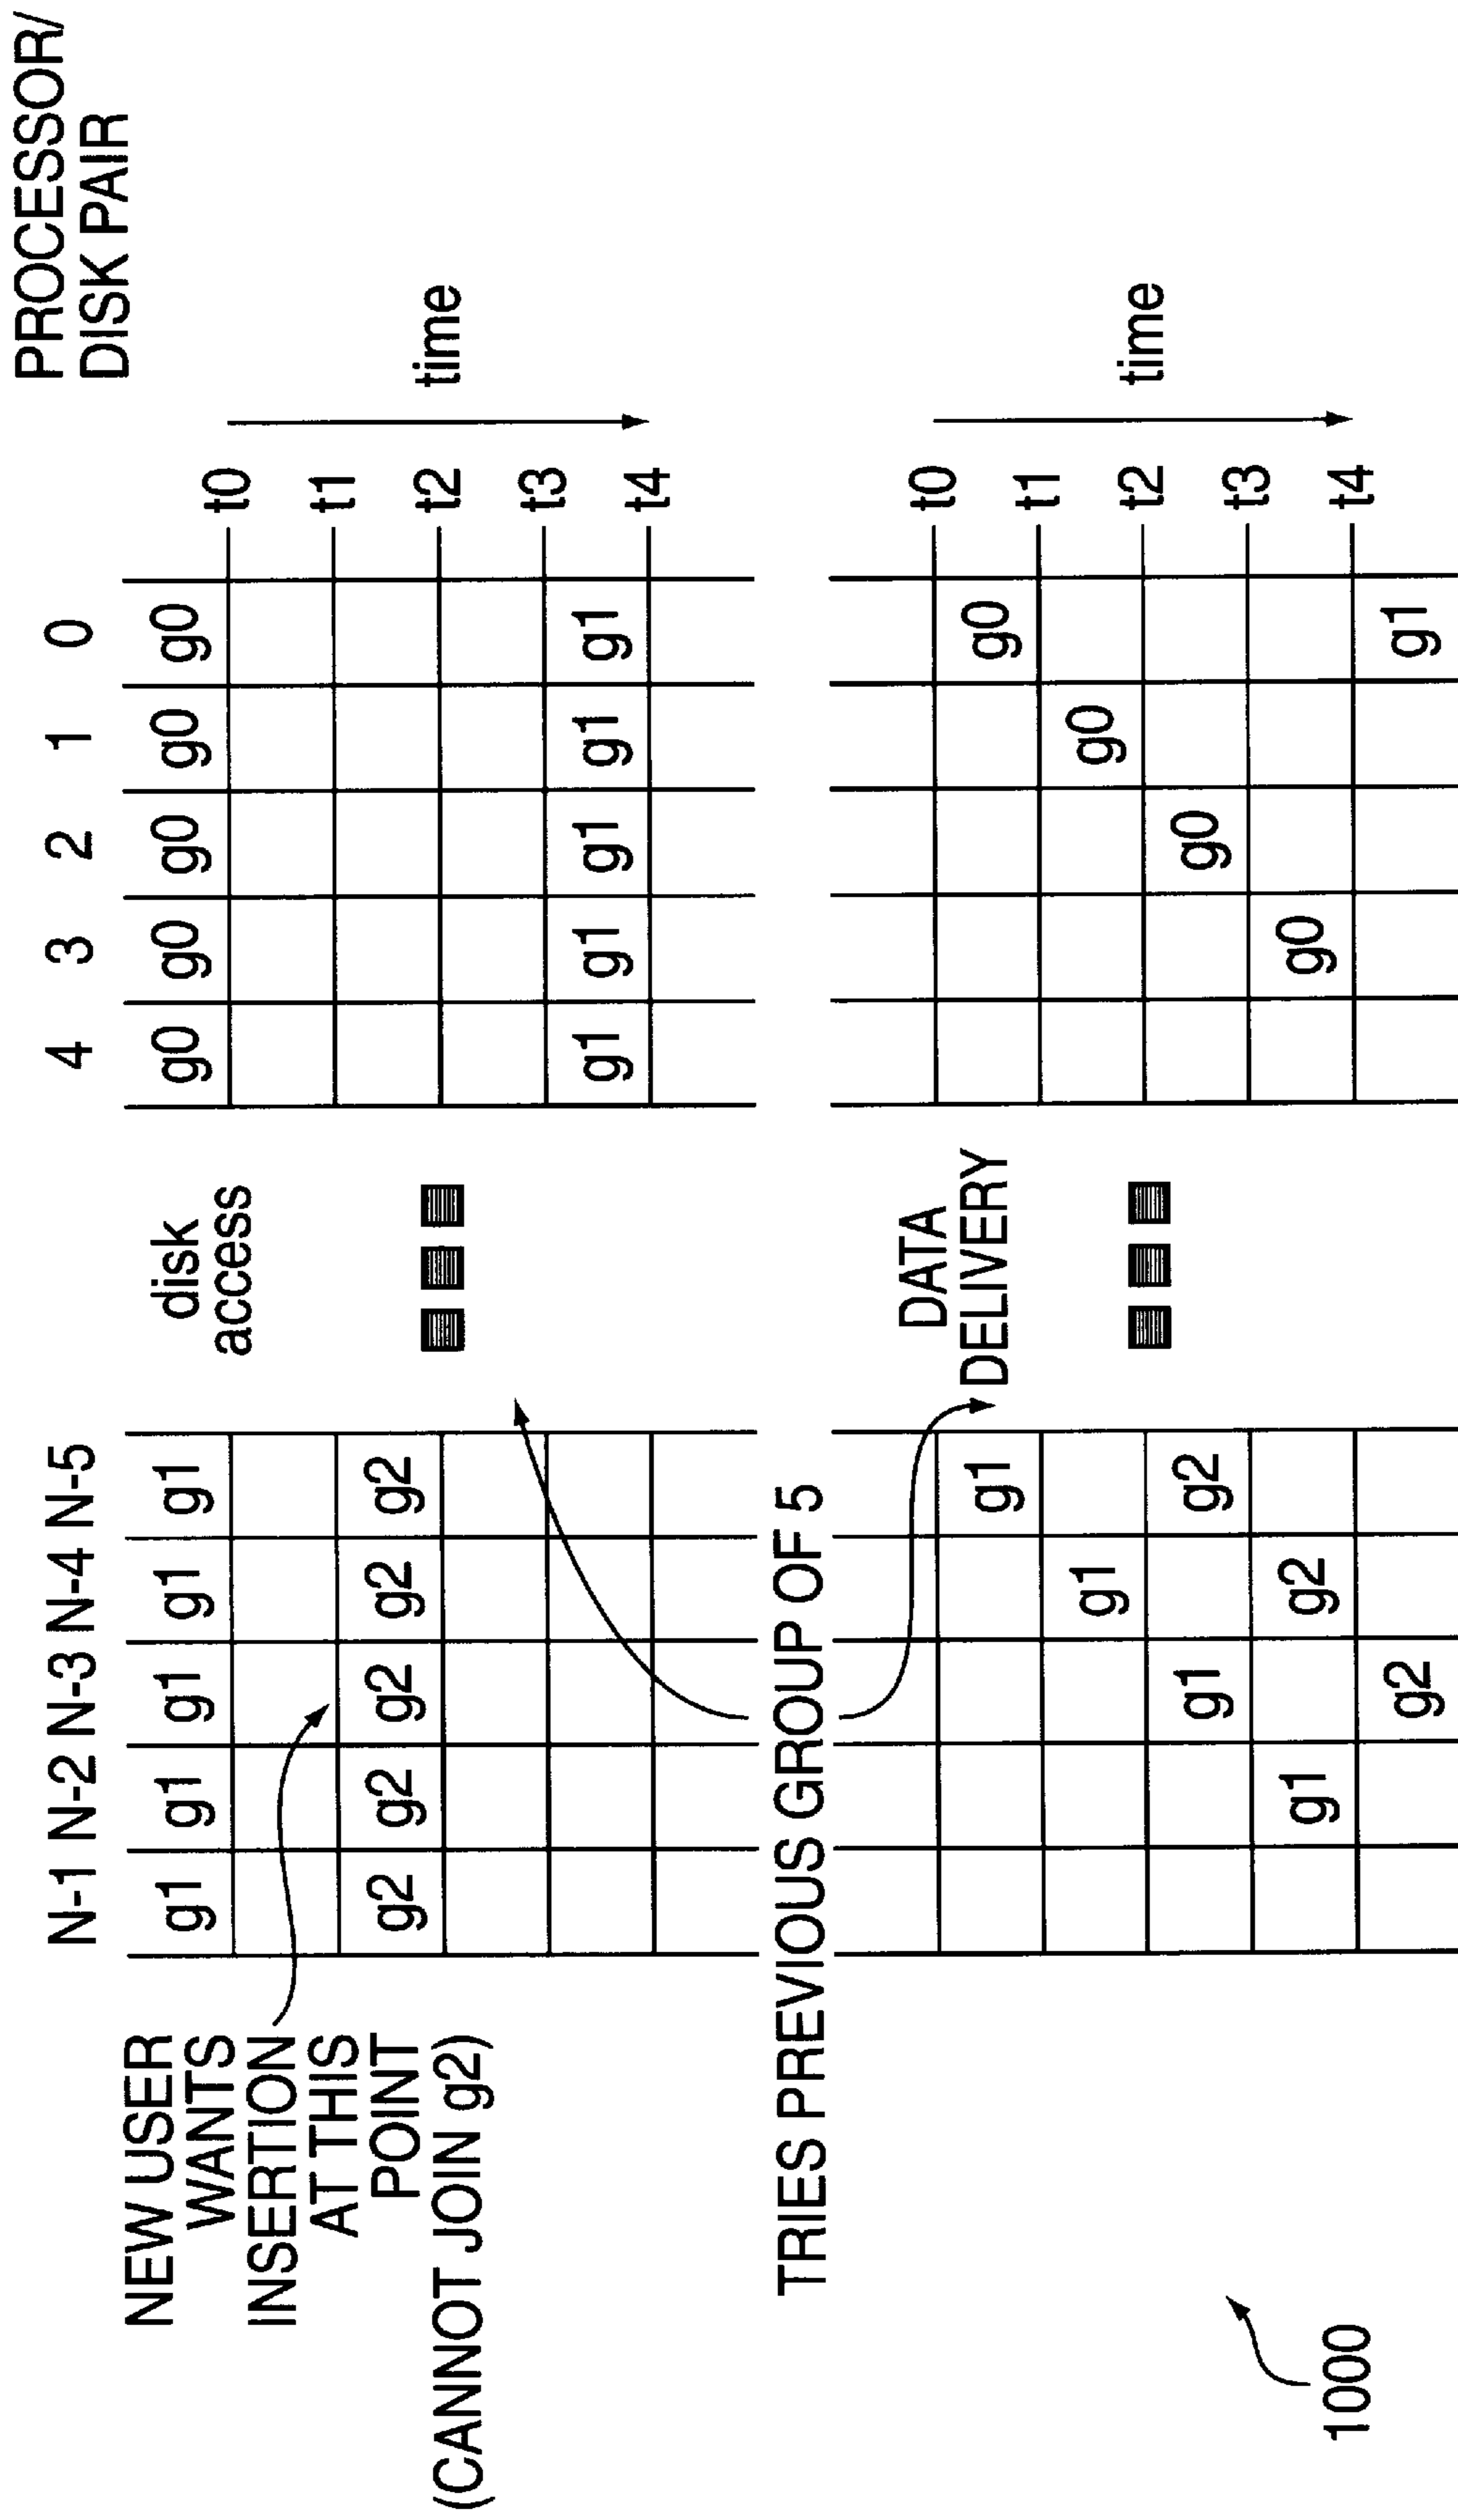 PROCESSOR/
DISK PAIR
N-1 N-2 N-3 N-4 N-5
4 3 2 1 0
NEW USER
WANTS
INSERTION
AT THIS
POINT
(CANNOT JOIN g2)
disk
access
g1 g1 g1 g1 g1
g2 g2 g2 g2 g2
g0 g0 g0 g0 g0
g1 g1 g1 g1 g1
t0
t1
t2
t3
t4
time
TRIES PREVIOUS GROUP OF 5
DATA
DELIVERY
g1
g1
g1 g2
g1 g2
g2
g0
g0
g0
g0
g1
t0
t1
t2
t3
t4
time
1000